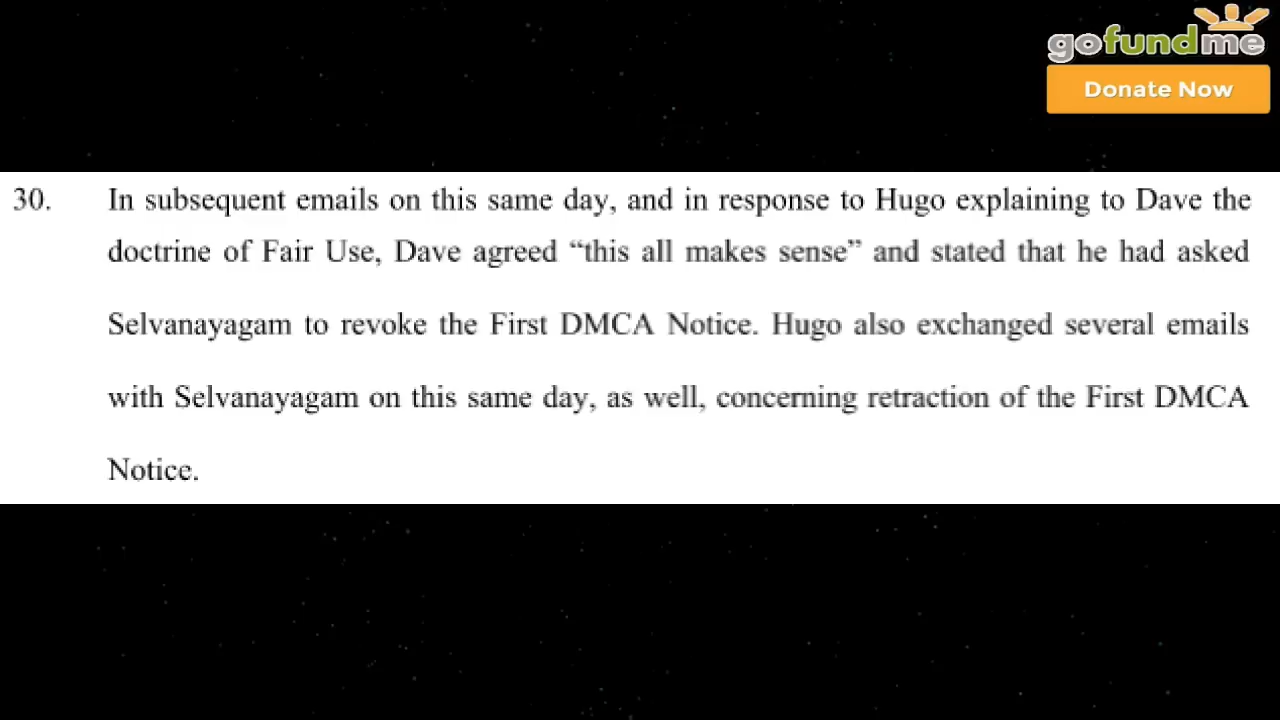 gofundme
Donate Now
30. In subsequent emails on this same day, and in response to Hugo explaining to Dave the
doctrine of Fair Use, Dave agreed “this all makes sense” and stated that he had asked
Selvanayagam to revoke the First DMCA Notice. Hugo also exchanged several emails
with Selvanayagam on this same day, as well, concerning retraction of the First DMCA
Notice.